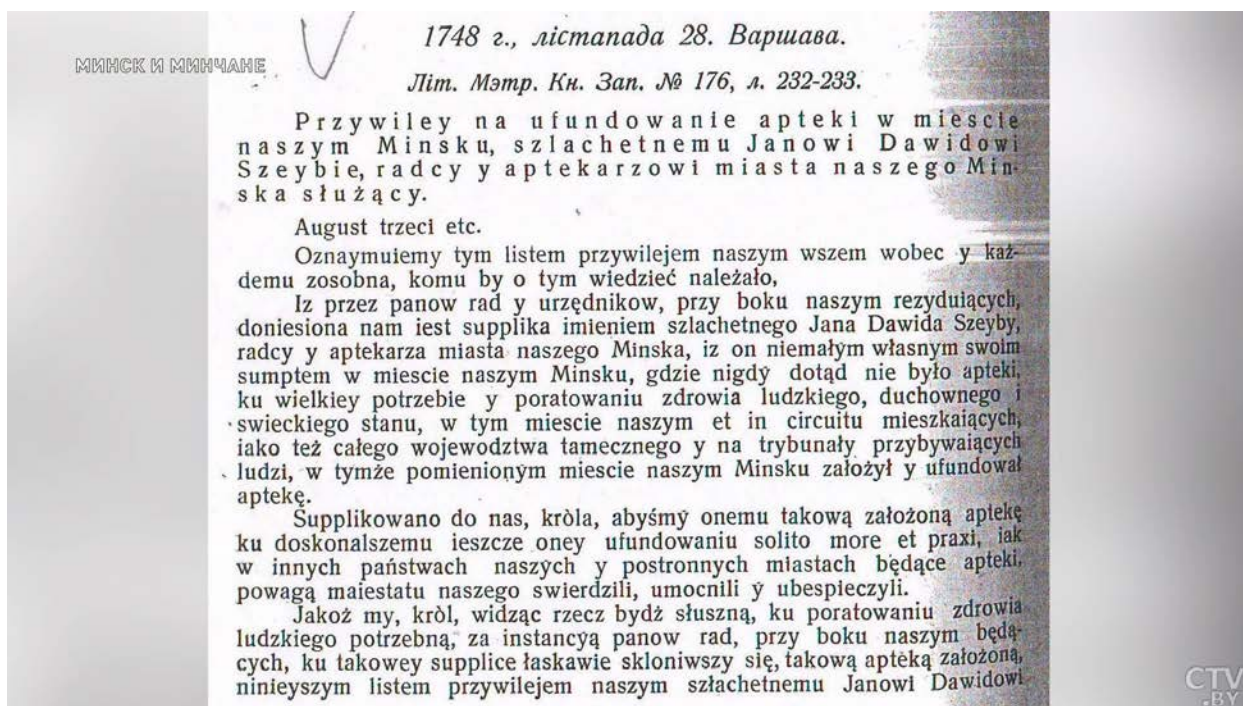 МИНСК И МИНЧАНЕ
1748 г., лістапада 28. Варшава.
Літ. Мэтр. Кн. Зап. № 176, л. 232-233.
Przywiley na ufundowanie apteki w miescie
naszym Minsku, szlachetnemu Janowi Dawidowi
Szeybie, radcy y aptekarzowi miasta naszego Min-
ska służący.
August trzeci etc.
Oznaymuiemy tym listem przywilejem naszym wszem wobec y każ-
demu zosobna, komu by o tym wiedzieć należało,
Iz przez panow rad y urzędnikow, przy boku naszym rezyduiących,
doniesiona nam iest supplika imieniem szlachetnego Jana Dawida Szeyby,
radcy y aptekarza miasta naszego Minska, iz on niemałym własnym swoim
sumptem w miescie naszym Minsku, gdzie nigdy dotąd nie było apteki,
ku wielkiey potrzebie y poratowaniu zdrowia ludzkiego, duchownego i
swieckiego stanu, w tym miescie naszym et in circuitu mieszkaiących,
iako też całego wojewodztwa tamecznego y na trybunały przybywaiących
ludzi, w tymże pomienionym miescie naszym Minsku założył y ufundował
aptekę.
Supplikowano do nas, kròla, abyśmy onemu takową założoną aptekę
ku doskonalszemu ieszcze oney ufundowaniu solito more et praxi, iak
w innych państwach naszych y postronnych miastach będące apteki,
powagą maiestatu naszego swierdzili, umocnili y ubespieczyli.
Jakoż my, kròl, widząc rzecz bydź słuszną, ku poratowaniu zdrowia
ludzkiego potrzebną, za instancyą panow rad, przy boku naszym będą-
cych, ku takowey supplice łaskawie skloniwszy się, takową apteką założoną,
ninieyszym listem przywilejem naszym szłachetnemu Janowi Dawidowi
CTV
.BY